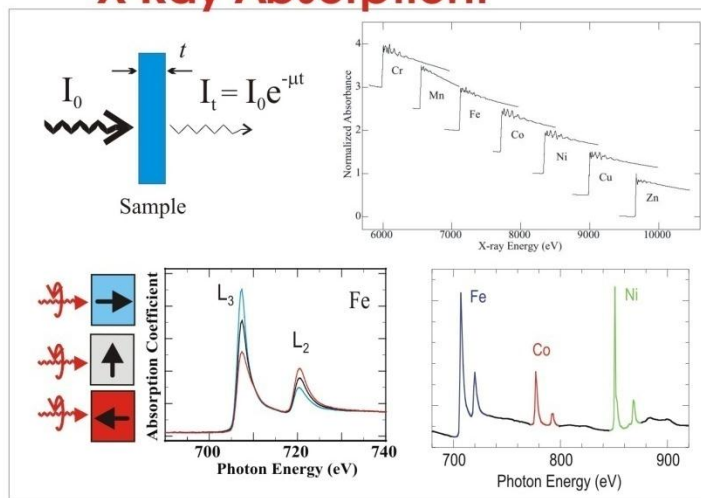 X-Ray Absorption:
t
I₀
Iₜ = I₀e^-μt
Sample
Normalized Absorbance
4
3
2
1
0
Cr
Mn
Fe
Co
Ni
Cu
Zn
6000 7000 8000 9000 10000
X-ray Energy (eV)
Absorption Coefficient
L₃
L₂
Fe
700 720 740
Photon Energy (eV)
Fe
Co
Ni
700 800 900
Photon Energy (eV)